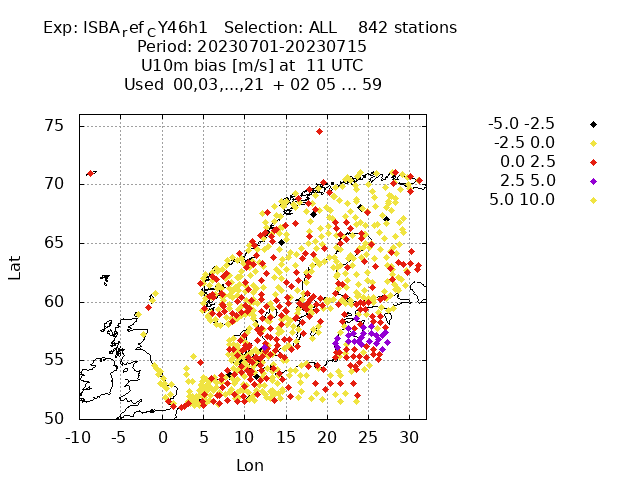 Exp: ISBA_ref_CY46h1 Selection: ALL 842 stations
Period: 20230701-20230715
U10m bias [m/s] at 11 UTC
Used 00,03,...,21 + 02 05 ... 59
-5.0 -2.5
-2.5 0.0
0.0 2.5
2.5 5.0
5.0 10.0
75
70
65
60
55
50
Lat
-10 -5 0 5 10 15 20 25 30
Lon